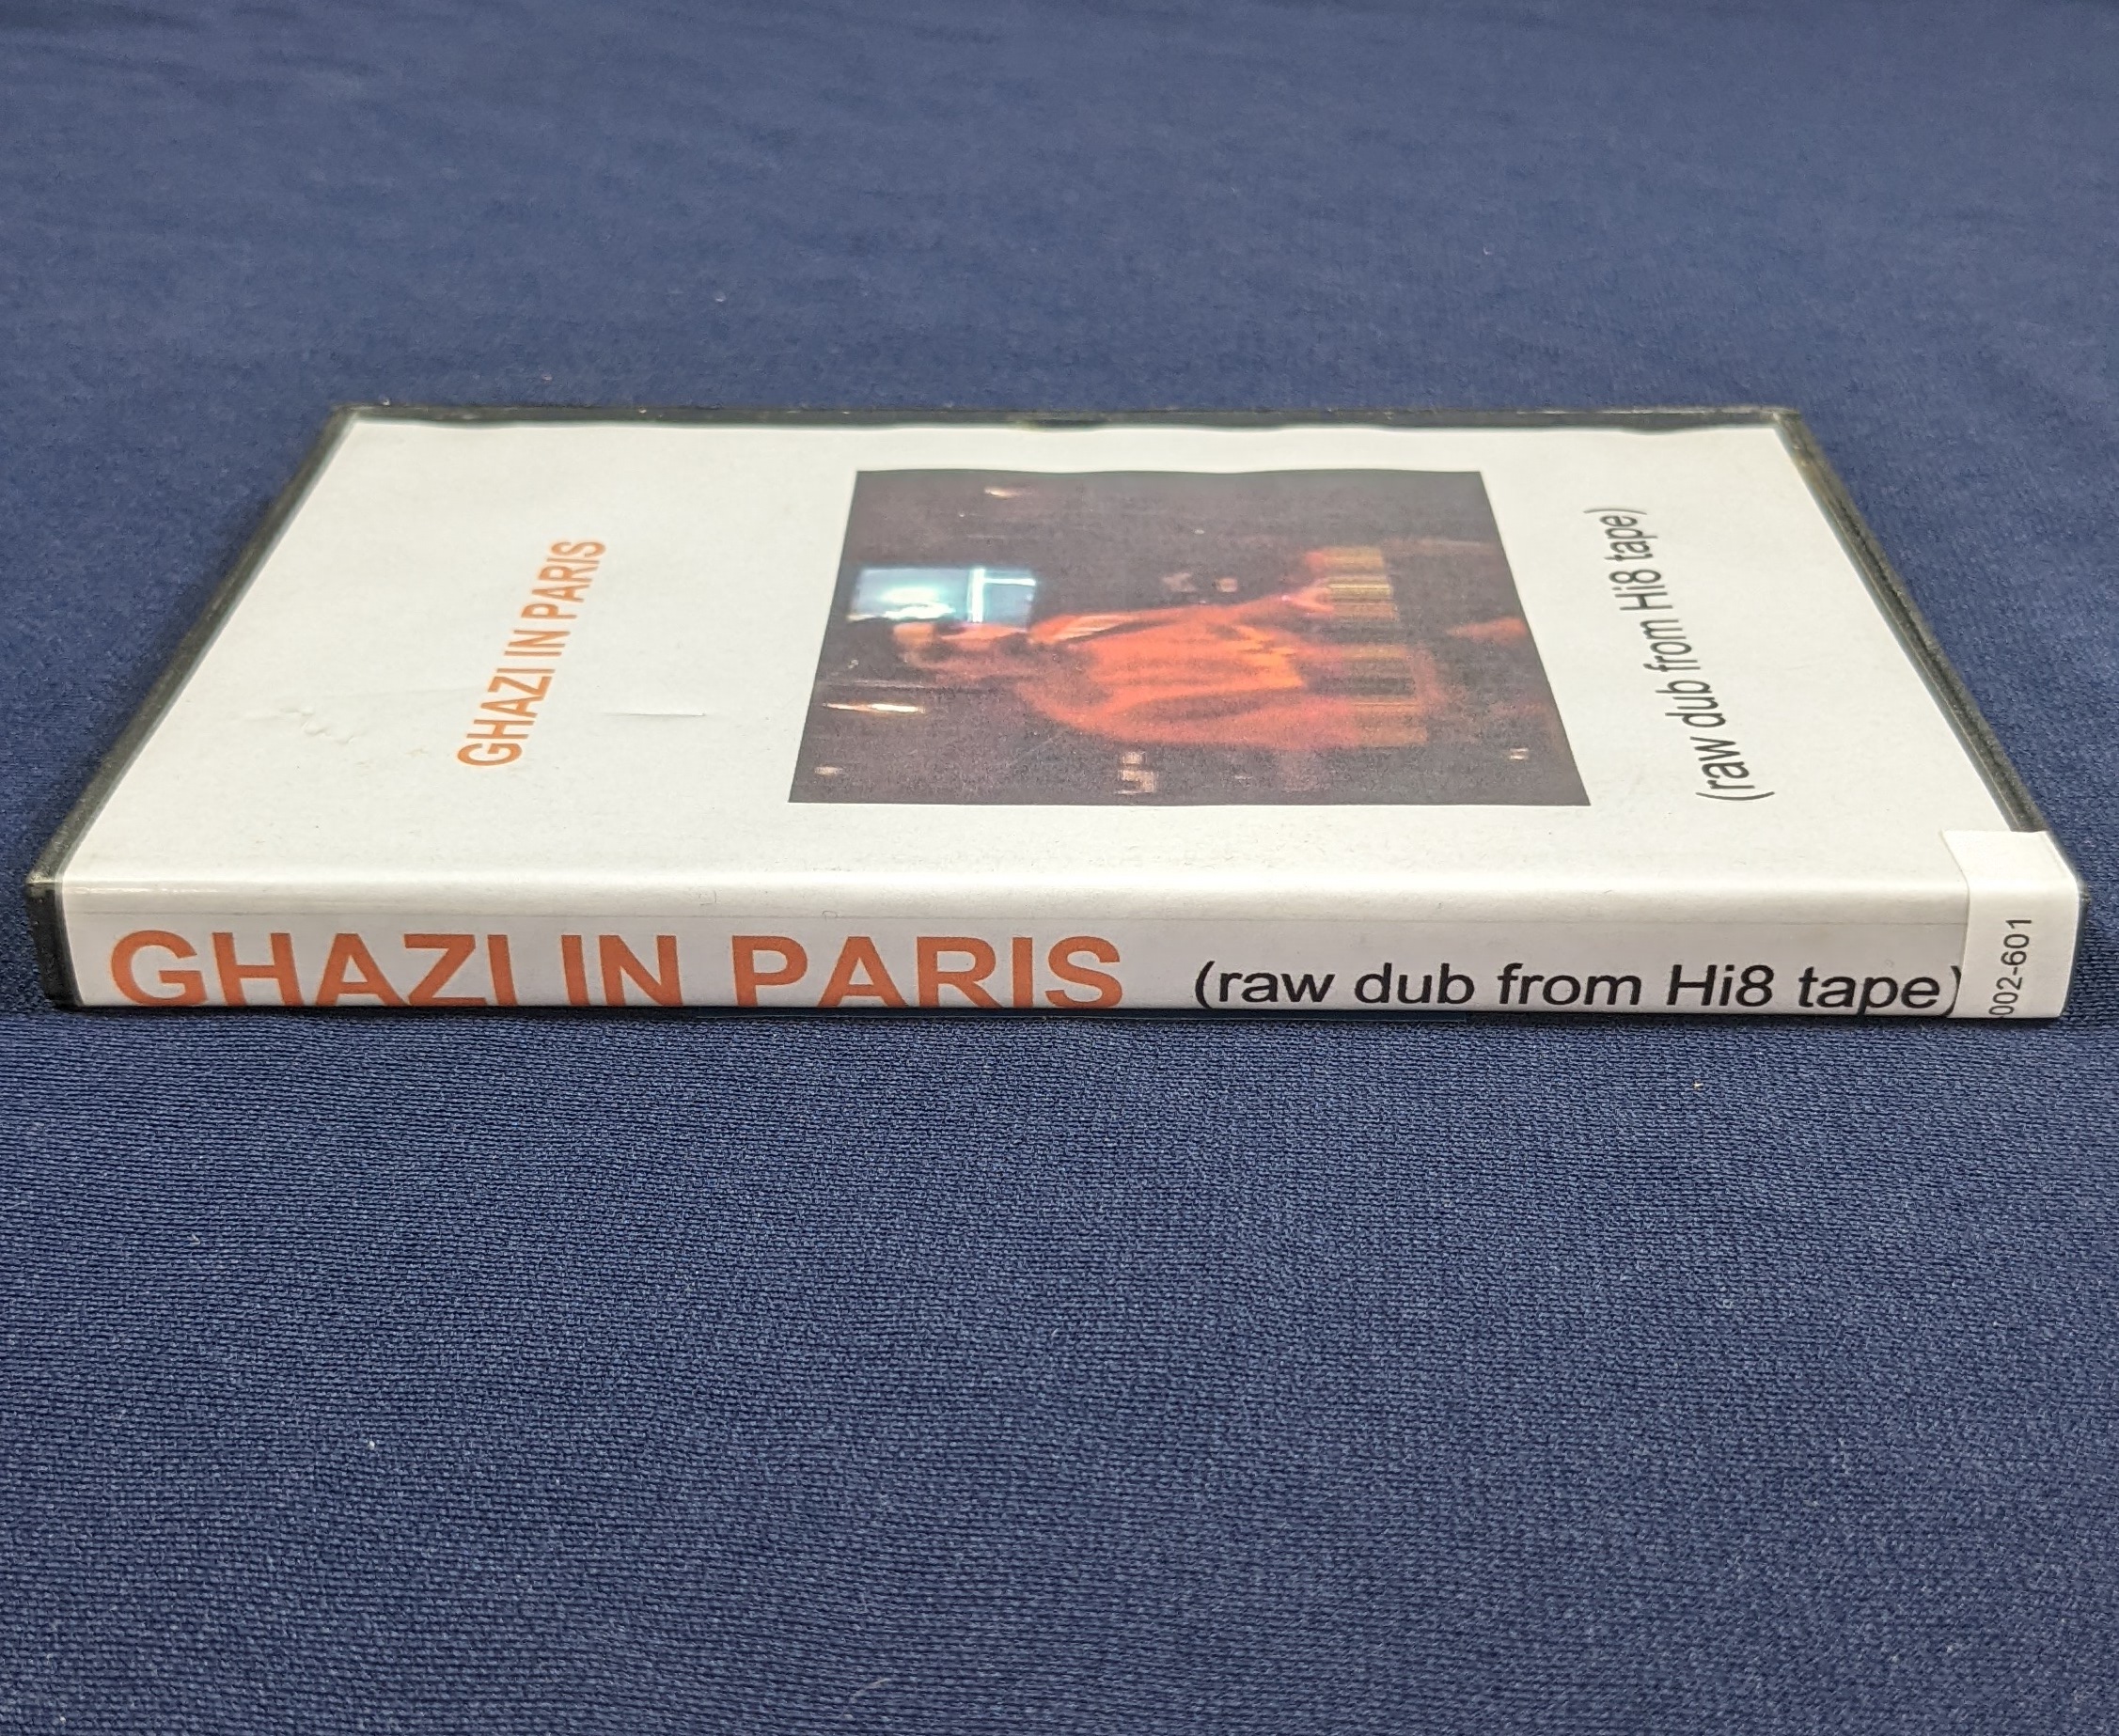 GHAZI IN PARIS
(raw dub from Hi8 tape)
GHAZI IN PARIS (raw dub from Hi8 tape)
002-601